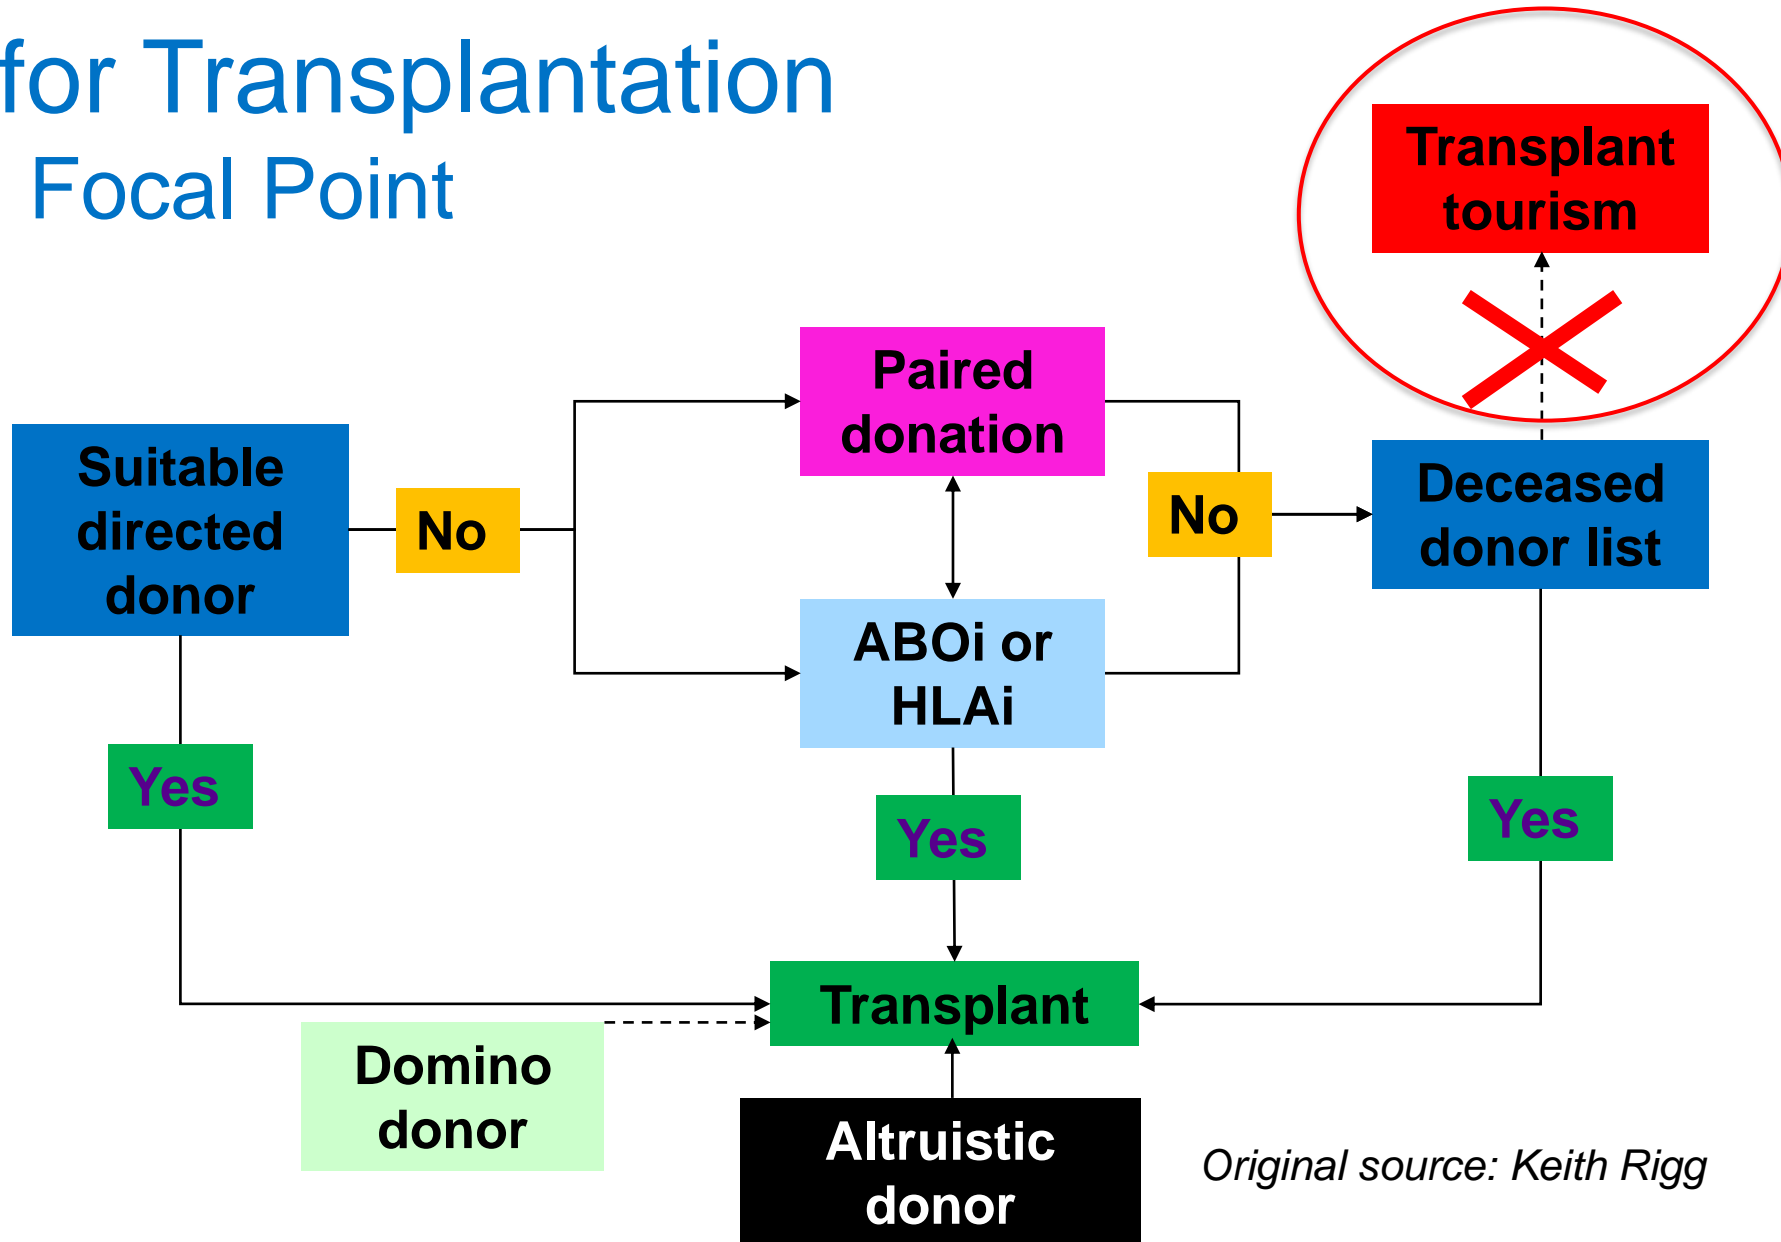 for Transplantation
Focal Point
Transplant
tourism
Paired
donation
Suitable
directed
donor
No
No
Deceased
donor list
ABOi or
HLAi
Yes
Yes
Yes
Transplant
Domino
donor
Altruistic
donor
Original source: Keith Rigg